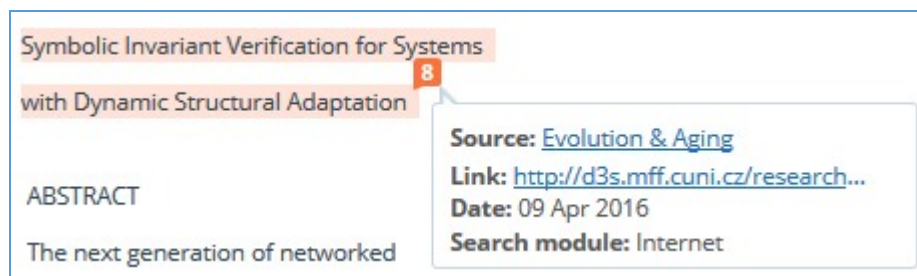 Symbolic Invariant Verification for Systems
8
with Dynamic Structural Adaptation
Source: Evolution & Aging
Link: http://d3s.mff.cuni.cz/research...
Date: 09 Apr 2016
Search module: Internet
ABSTRACT
The next generation of networked